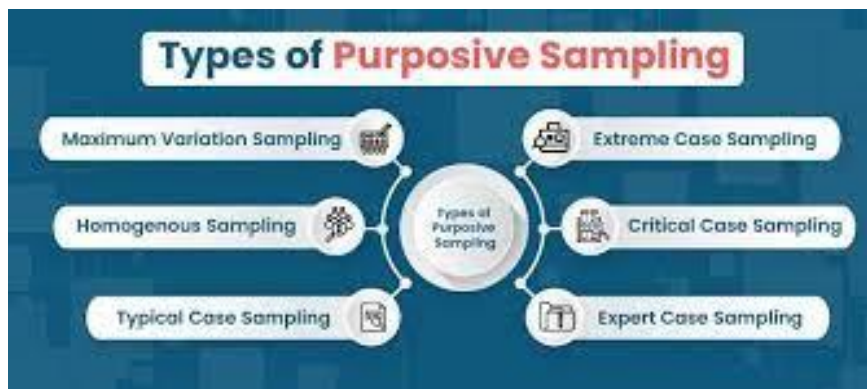 Types of Purposive Sampling
Maximum Variation Sampling
Homogenous Sampling
Typical Case Sampling
Types of
Purposive
Sampling
Extreme Case Sampling
Critical Case Sampling
Expert Case Sampling